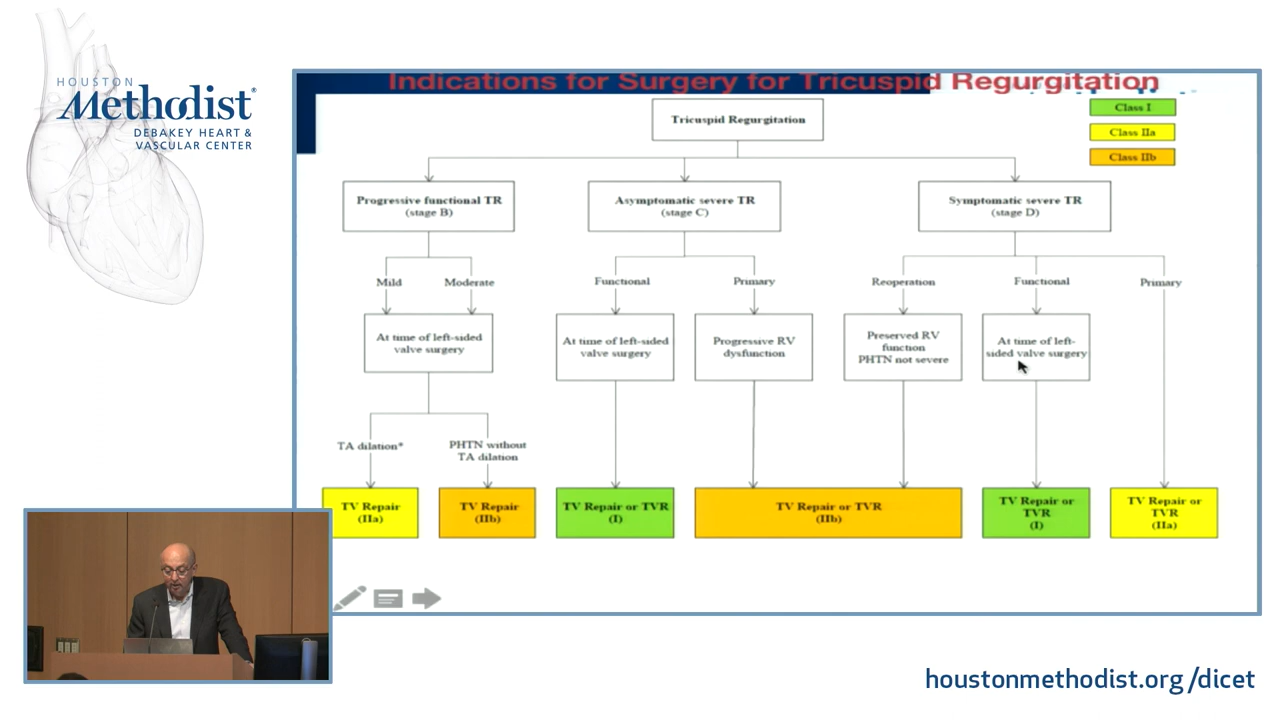 HOUSTON
Methodist®
DEBAKEY HEART &
VASCULAR CENTER
Indications for Surgery for Tricuspid Regurgitation
Class I
Class IIa
Class IIb
Tricuspid Regurgitation
Progressive functional TR
(stage B)
Asymptomatic severe TR
(stage C)
Symptomatic severe TR
(stage D)
Mild
Moderate
Functional
Primary
Reoperation
Functional
Primary
At time of left-sided
valve surgery
At time of left-sided
valve surgery
Progressive RV
dysfunction
Preserved RV
function
PHTN not severe
At time of left-
sided valve surgery
TA dilation*
PHTN without
TA dilation
TV Repair
(IIa)
TV Repair
(IIb)
TV Repair or TVR
(I)
TV Repair or TVR
(IIb)
TV Repair or
TVR
(I)
TV Repair or
TVR
(IIa)
houstonmethodist.org/dicet